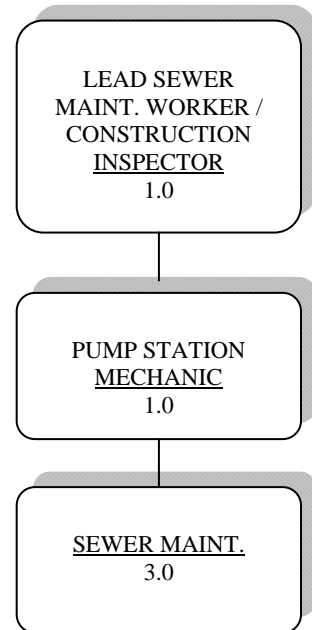 LEAD SEWER
MAINT. WORKER /
CONSTRUCTION
INSPECTOR
1.0
PUMP STATION
MECHANIC
1.0
SEWER MAINT.
3.0